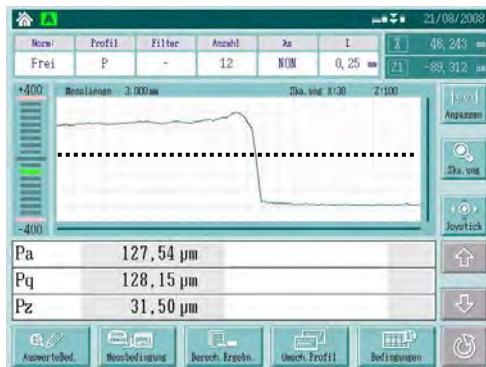 A 21/08/2008
Norm: Profil Filter Anzahl λs L
Frei P - 12 NON 0,25 mm
X 48,243 mm
Z1 -89,312 mm
+400 Messlaenge 3.000mm Ska.vng X:38 Z:100
-400
Anpassen
Ska.vng
Joystick
Pa 127,54 µm
Pq 128,15 µm
Pz 31,50 µm
AuswerteBed. Messbedingung Berech.Ergebn. Umsch.Profil Bedingungen